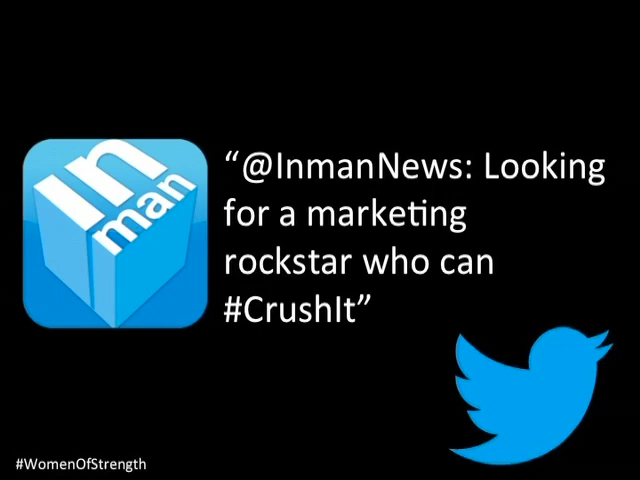 In
man
“@InmanNews: Looking
for a marketing
rockstar who can
#CrushIt”
#WomenOfStrength